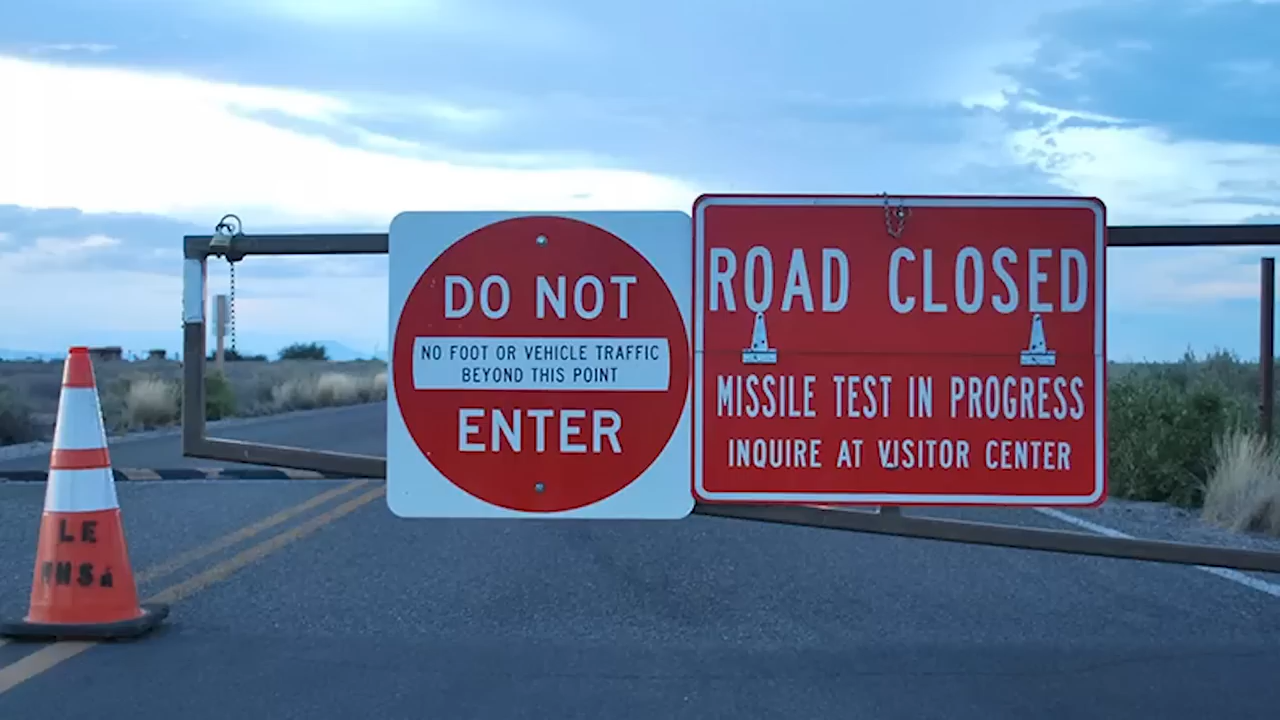 DO NOT
NO FOOT OR VEHICLE TRAFFIC
BEYOND THIS POINT
ENTER
ROAD CLOSED
MISSILE TEST IN PROGRESS
INQUIRE AT VISITOR CENTER
LE